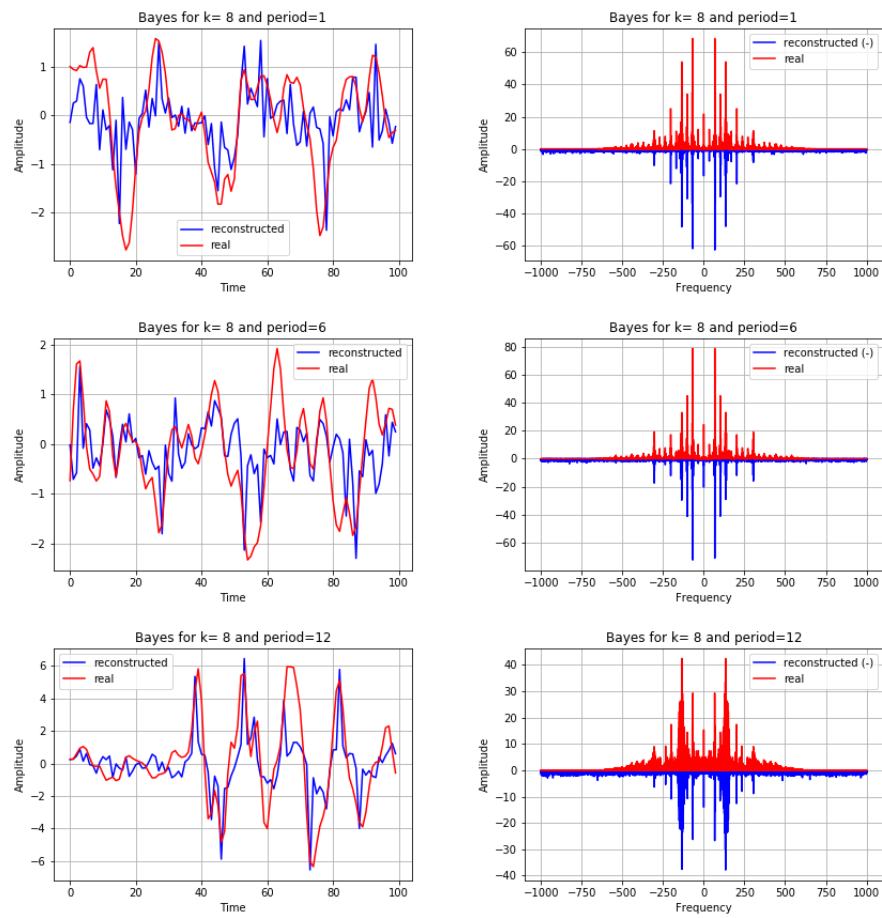 Bayes for k= 8 and period=1
Amplitude
1
0
−1
−2
reconstructed
real
0 20 40 60 80 100
Time
Bayes for k= 8 and period=1
Amplitude
60
40
20
0
−20
−40
−60
reconstructed (-)
real
−1000 −750 −500 −250 0 250 500 750 1000
Frequency
Bayes for k= 8 and period=6
Amplitude
2
1
0
−1
−2
reconstructed
real
0 20 40 60 80 100
Time
Bayes for k= 8 and period=6
Amplitude
80
60
40
20
0
−20
−40
−60
reconstructed (-)
real
−1000 −750 −500 −250 0 250 500 750 1000
Frequency
Bayes for k= 8 and period=12
Amplitude
6
4
2
0
−2
−4
−6
reconstructed
real
0 20 40 60 80 100
Time
Bayes for k= 8 and period=12
Amplitude
40
30
20
10
0
−10
−20
−30
−40
reconstructed (-)
real
−1000 −750 −500 −250 0 250 500 750 1000
Frequency